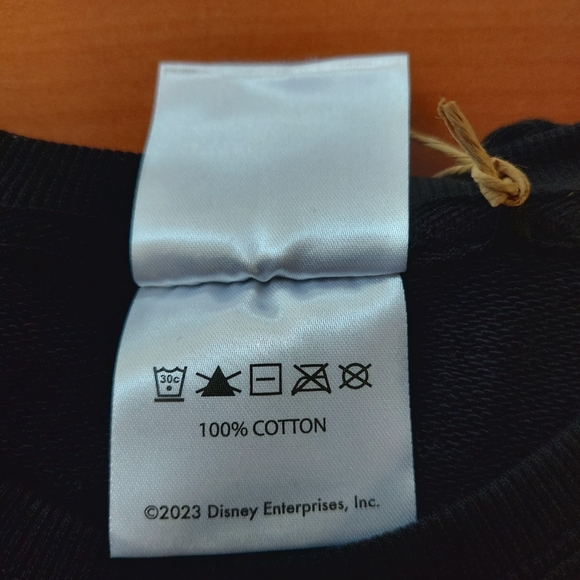 30c
100% COTTON
©2023 Disney Enterprises, Inc.